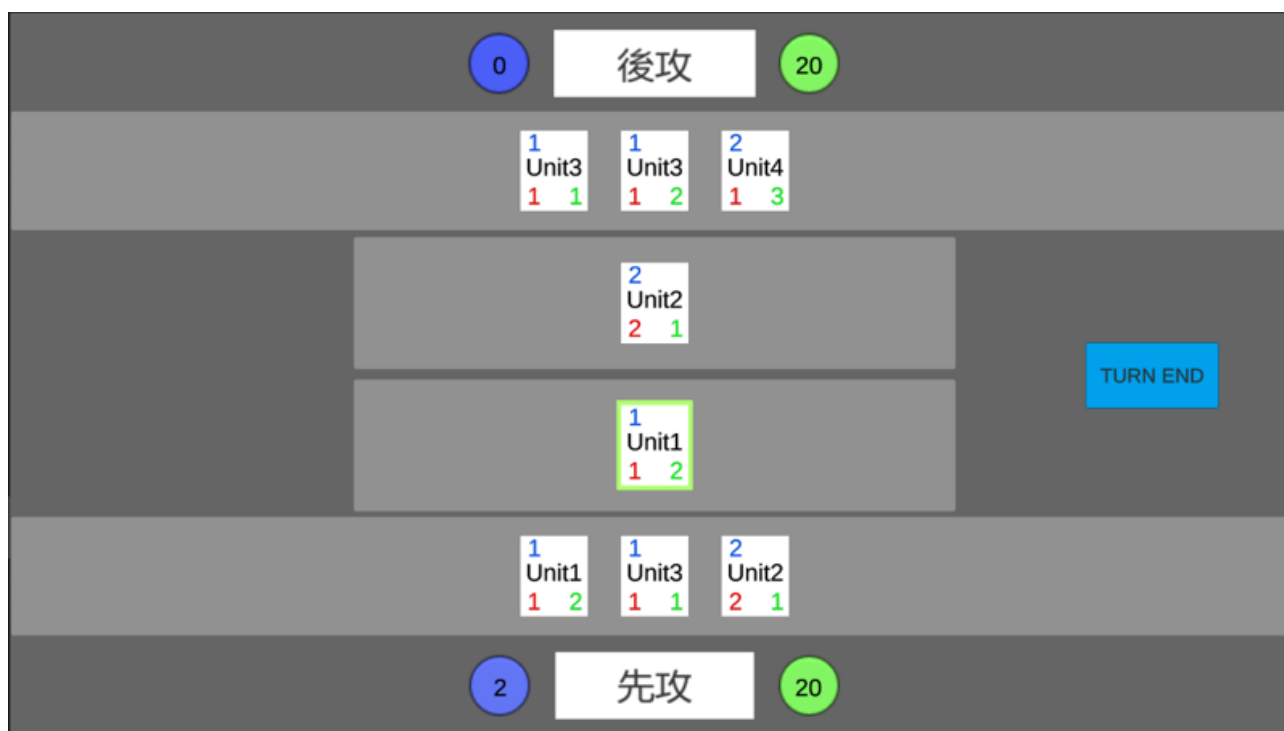 0 後攻 20
1 1 2
Unit3 Unit3 Unit4
1 1 1 2 1 3
2
Unit2
2 1
TURN END
1
Unit1
1 2
1 1 2
Unit1 Unit3 Unit2
1 2 1 1 2 1
2 先攻 20